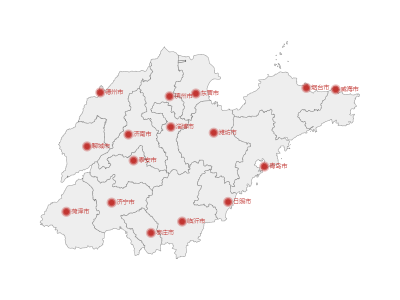 烟台市
威海市
德州市
滨州市
东营市
淄博市
济南市
潍坊市
聊城市
泰安市
青岛市
日照市
济宁市
菏泽市
临沂市
枣庄市